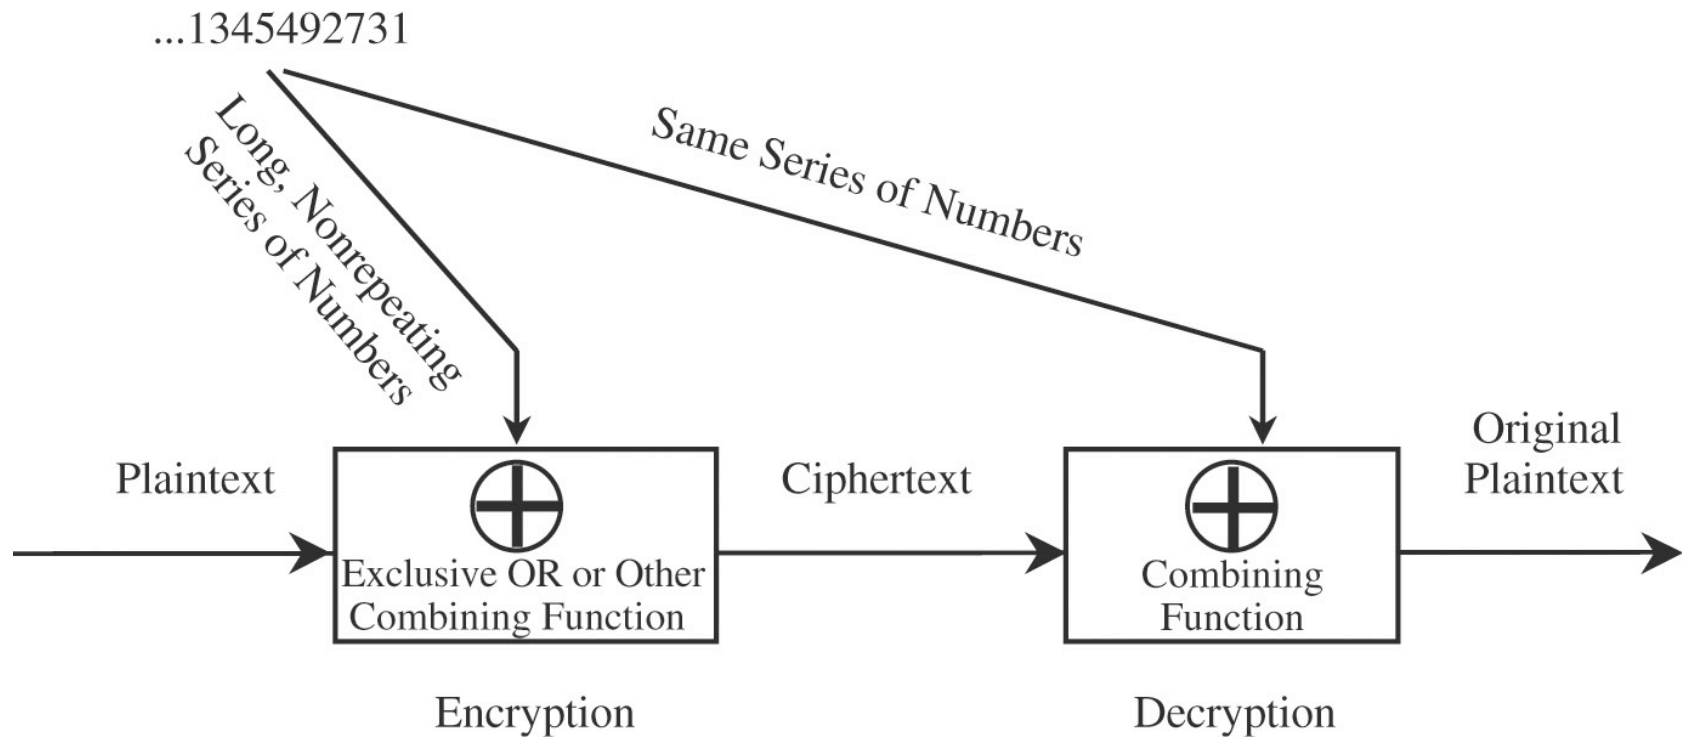 ...1345492731
Long, Nonrepeating
Series of Numbers
Same Series of Numbers
Plaintext
Exclusive OR or Other
Combining Function
Ciphertext
Combining
Function
Original
Plaintext
Encryption
Decryption